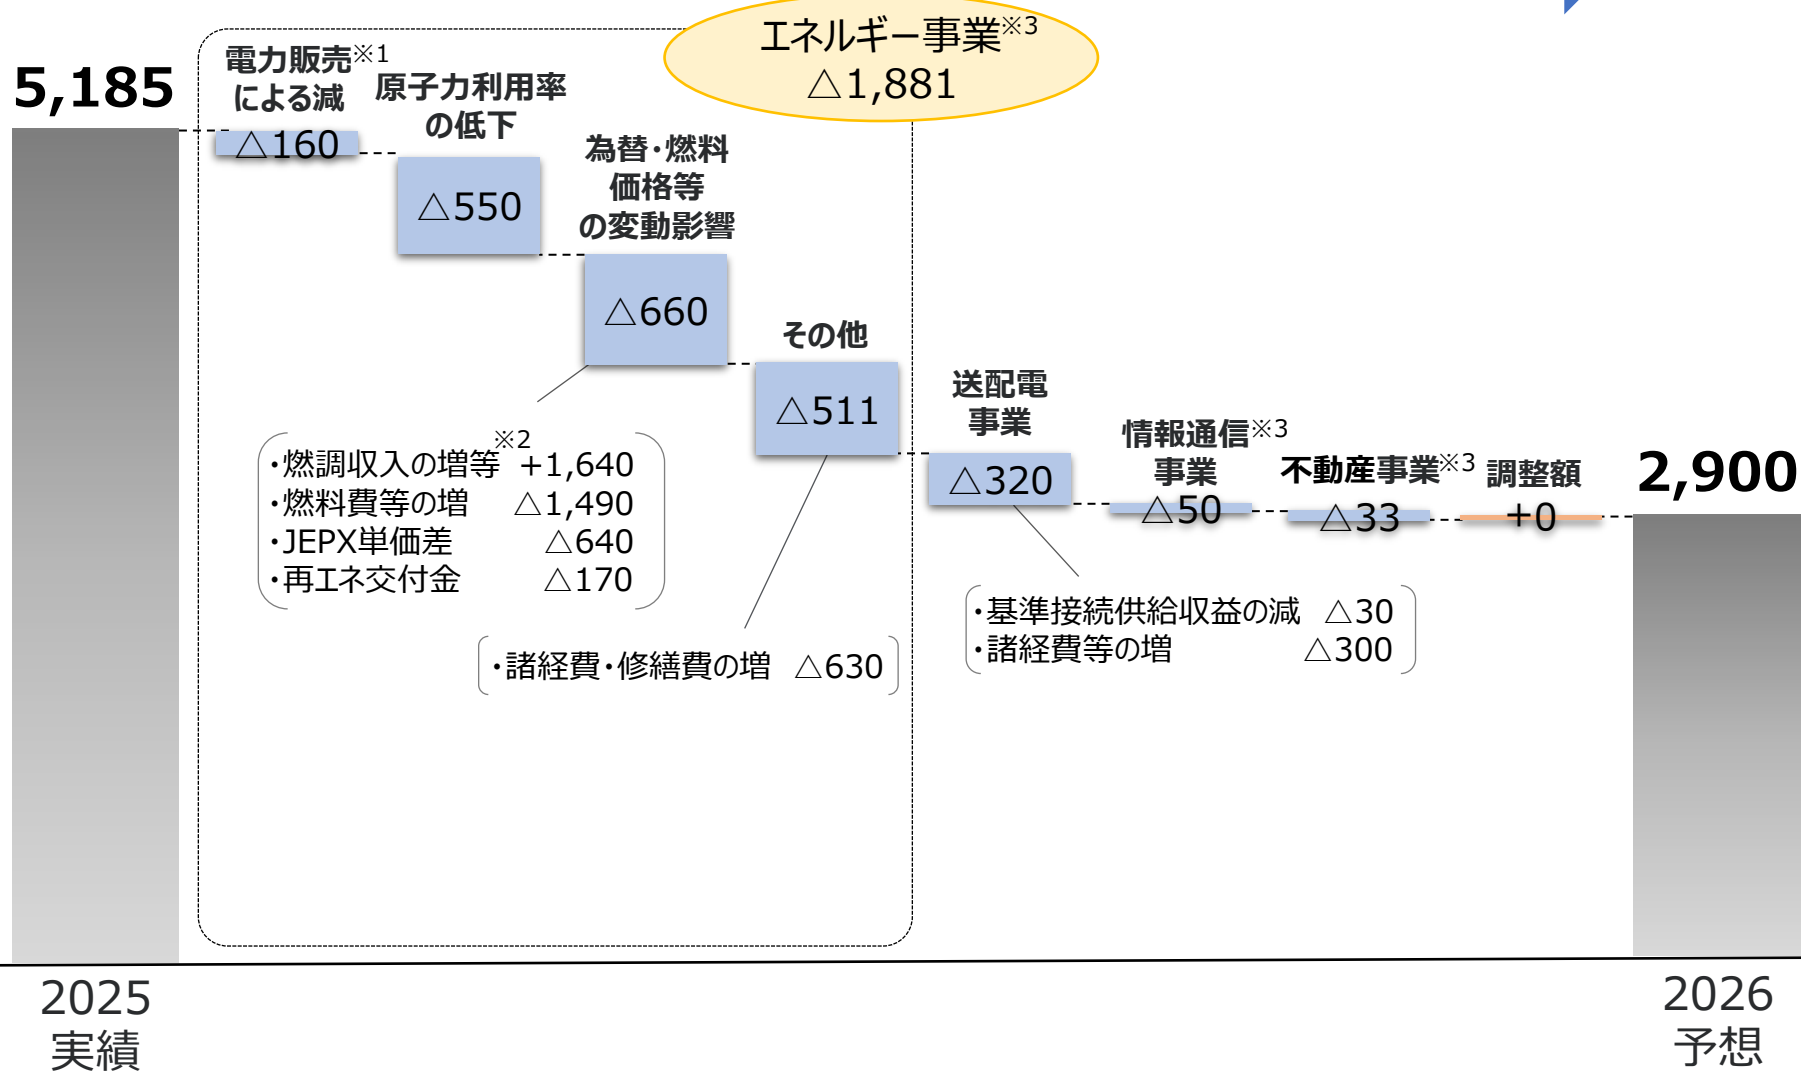 エネルギー事業※3
△1,881
5,185
電力販売※1
による減
△160
原子力利用率
の低下
△550
為替・燃料
価格等
の変動影響
△660
その他
△511
※2
・燃調収入の増等 +1,640
・燃料費等の増 △1,490
・JEPX単価差 △640
・再エネ交付金 △170
・諸経費・修繕費の増 △630
送配電
事業
△320
・基準接続供給収益の減 △30
・諸経費等の増 △300
情報通信※3
事業
△50
不動産事業※3
△33
調整額
+0
2,900
2025
実績
2026
予想